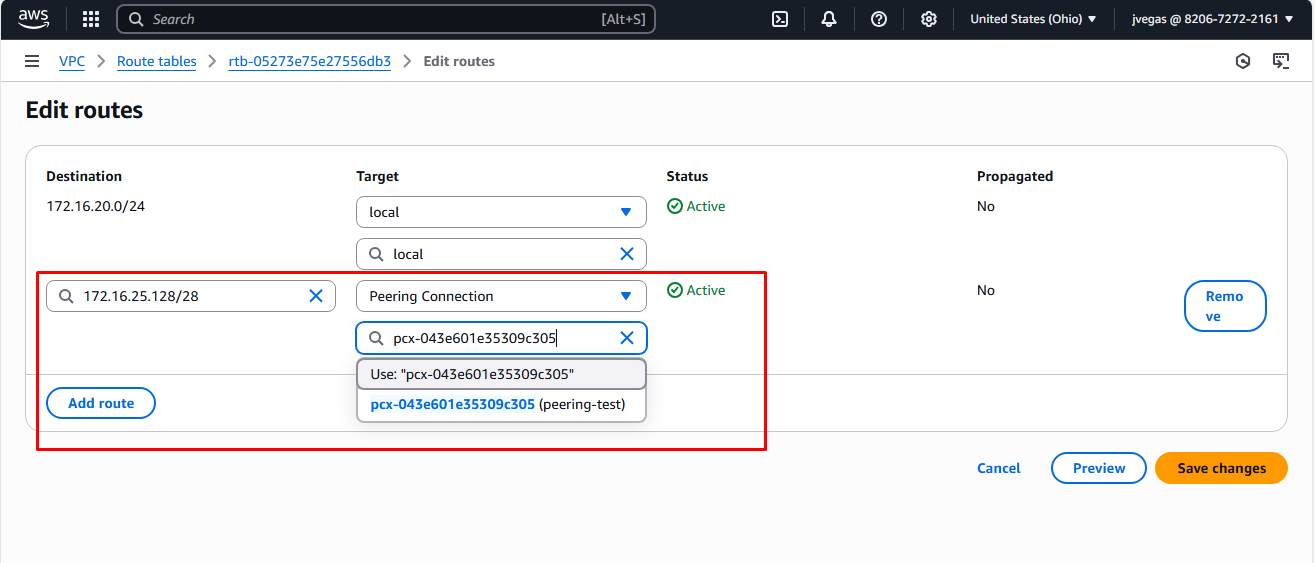 aws Search [Alt+S] United States (Ohio) jvegas @ 8206-7272-2161
VPC Route tables rtb-05273e75e27556db3 Edit routes
Edit routes
Destination Target Status Propagated
172.16.20.0/24 local Active No
local
172.16.25.128/28 Peering Connection Active No Remo
ve
pcx-043e601e35309c305
Use: "pcx-043e601e35309c305"
Add route pcx-043e601e35309c305 (peering-test)
Cancel Preview Save changes